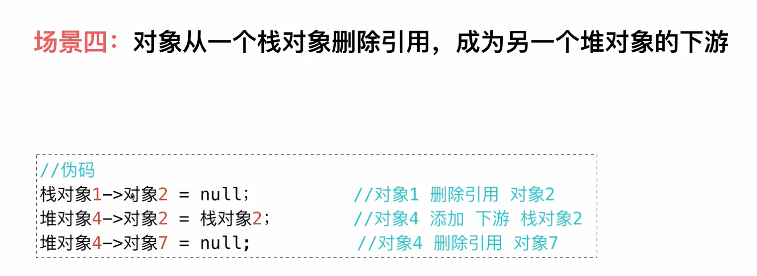 场景四：对象从一个栈对象删除引用，成为另一个堆对象的下游
//伪码
栈对象1->对象2 = null; //对象1 删除引用 对象2
堆对象4->对象2 = 栈对象2; //对象4 添加 下游 栈对象2
堆对象4->对象7 = null; //对象4 删除引用 对象7